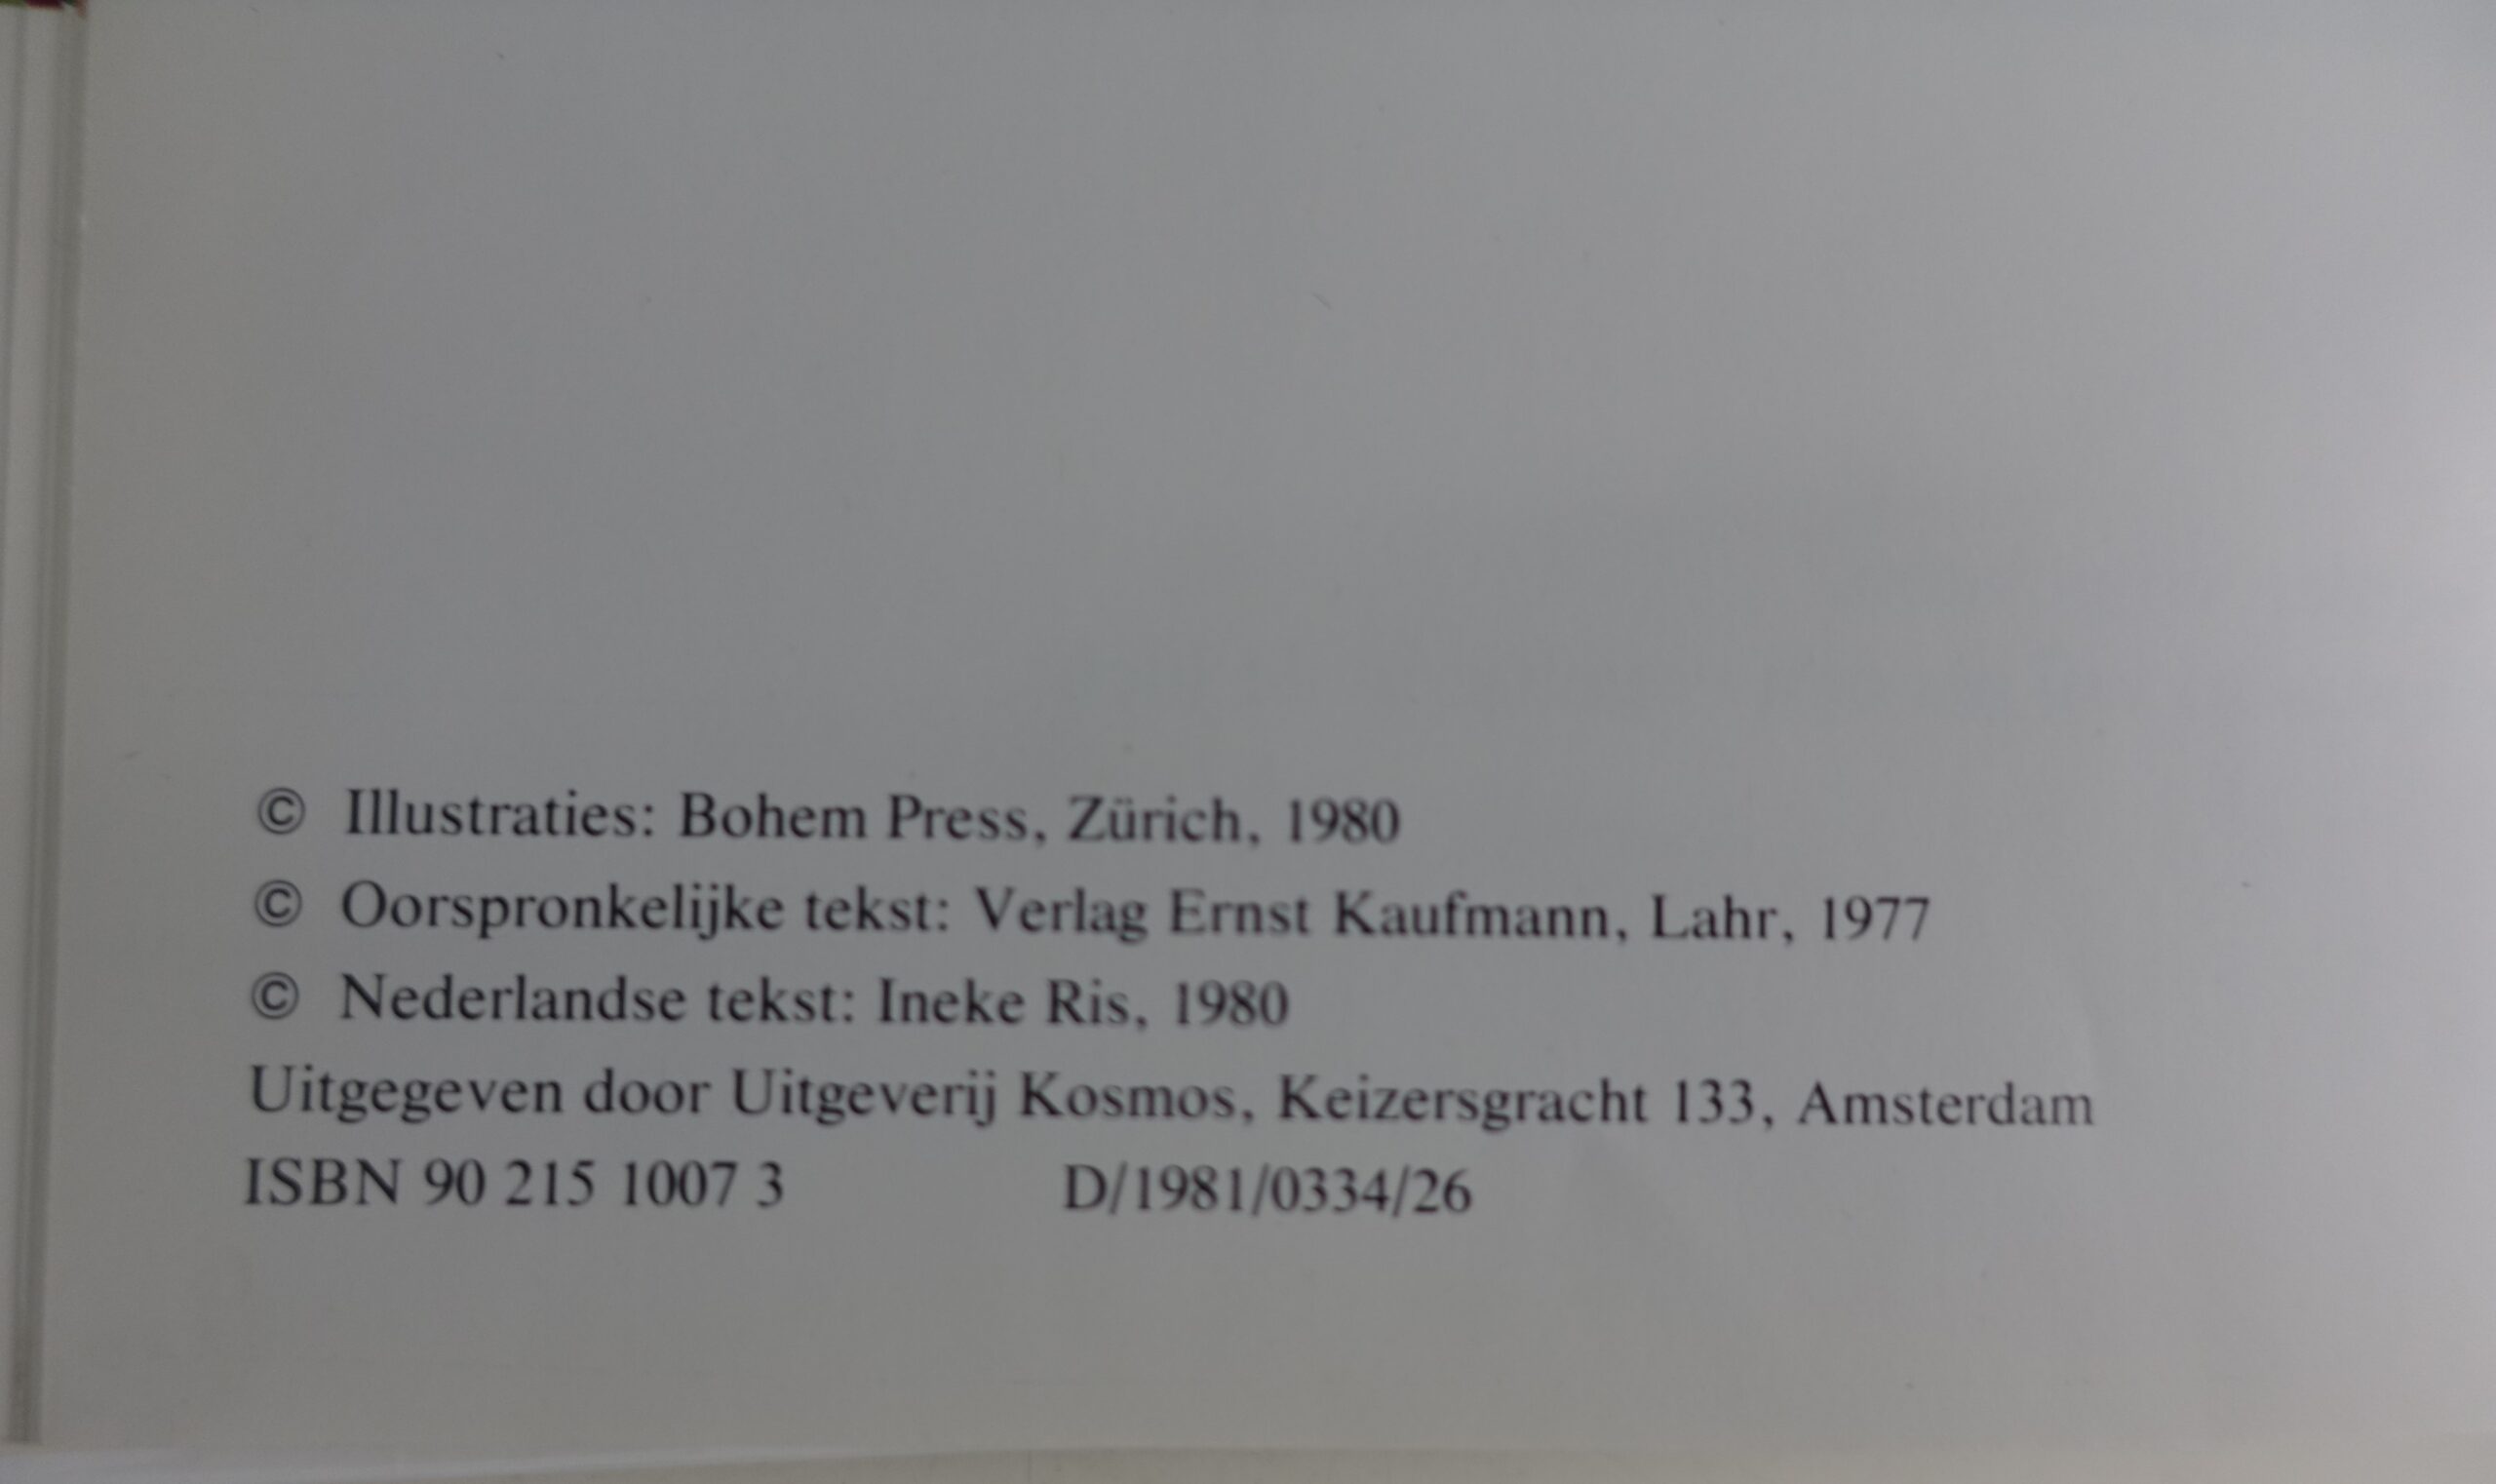 © Illustraties: Bohem Press, Zürich, 1980
© Oorspronkelijke tekst: Verlag Ernst Kaufmann, Lahr, 1977
© Nederlandse tekst: Ineke Ris, 1980
Uitgegeven door Uitgeverij Kosmos, Keizersgracht 133, Amsterdam
ISBN 90 215 1007 3 D/1981/0334/26